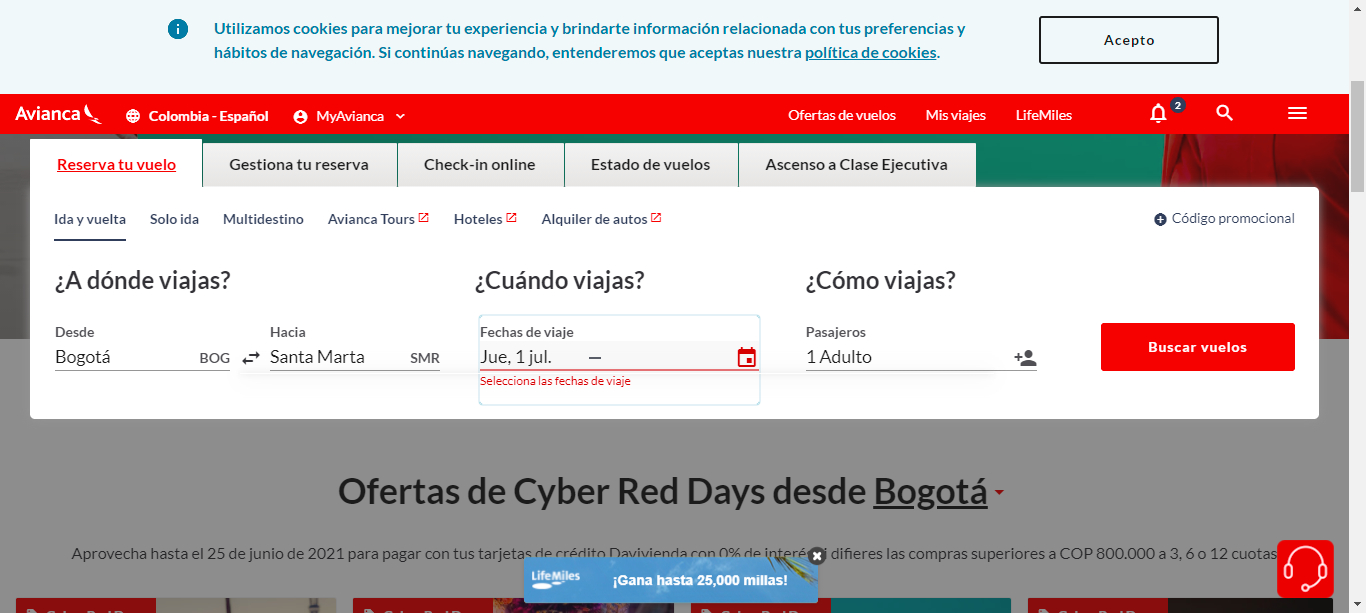 Utilizamos cookies para mejorar tu experiencia y brindarte información relacionada con tus preferencias y
hábitos de navegación. Si continúas navegando, entenderemos que aceptas nuestra política de cookies.
Acepto
Avianca
Colombia - Español
MyAvianca
Ofertas de vuelos
Mis viajes
LifeMiles
2
Reserva tu vuelo
Gestiona tu reserva
Check-in online
Estado de vuelos
Ascenso a Clase Ejecutiva
Ida y vuelta
Solo ida
Multidestino
Avianca Tours
Hoteles
Alquiler de autos
Código promocional
¿A dónde viajas?
¿Cuándo viajas?
¿Cómo viajas?
Desde
Hacia
Fechas de viaje
Pasajeros
Bogotá BOG
Santa Marta SMR
Jue, 1 jul. —
1 Adulto
Buscar vuelos
Selecciona las fechas de viaje
Ofertas de Cyber Red Days desde Bogotá
Aprovecha hasta el 25 de junio de 2021 para pagar con tus tarjetas de crédito Davivienda con 0% de interés i difieres las compras superiores a COP 800.000 a 3, 6 o 12 cuotas
LifeMiles
¡Gana hasta 25,000 millas!